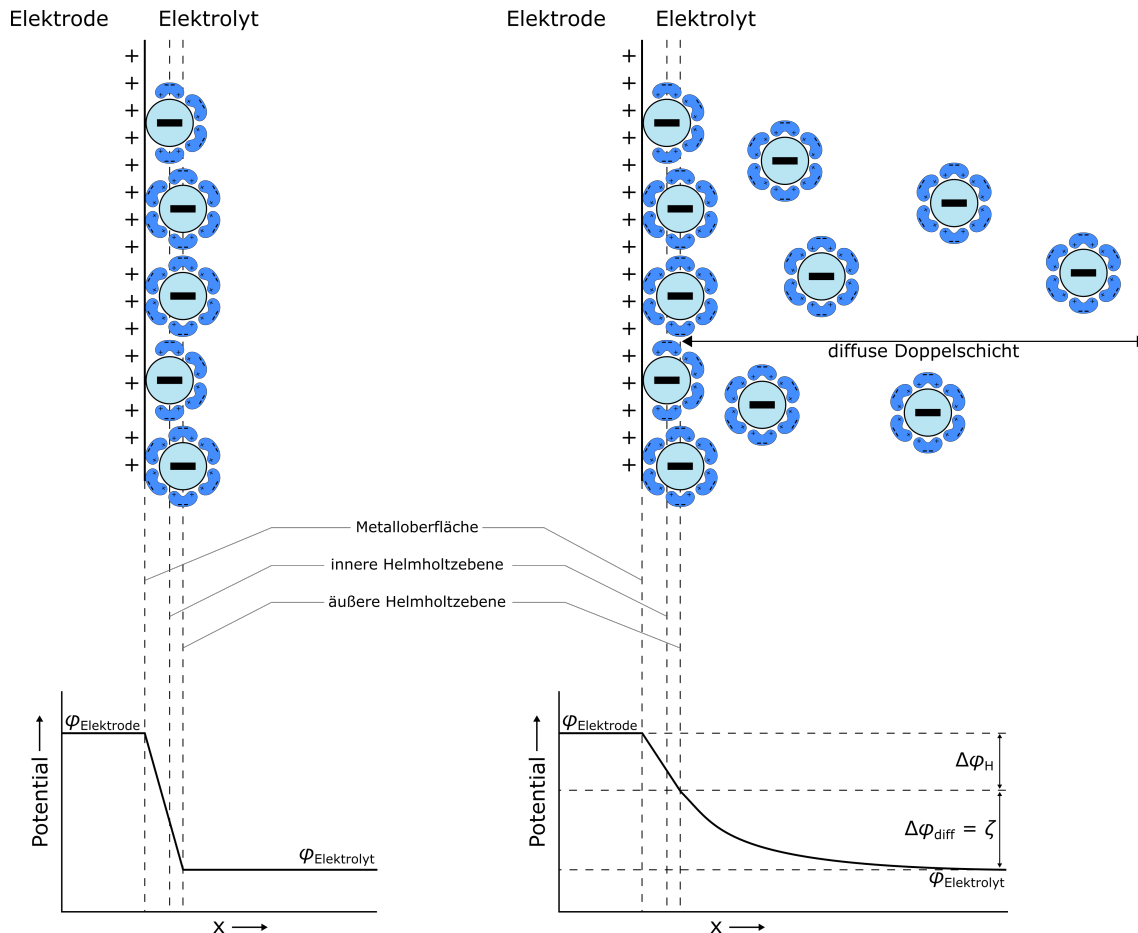 Elektrode
Elektrolyt
Elektrode
Elektrolyt
diffuse Doppelschicht
Metalloberfläche
innere Helmholtzebene
äußere Helmholtzebene
φElektrode
φElektrolyt
Potential
x
φElektrode
ΔφH
Δφdiff = ζ
φElektrolyt
Potential
x